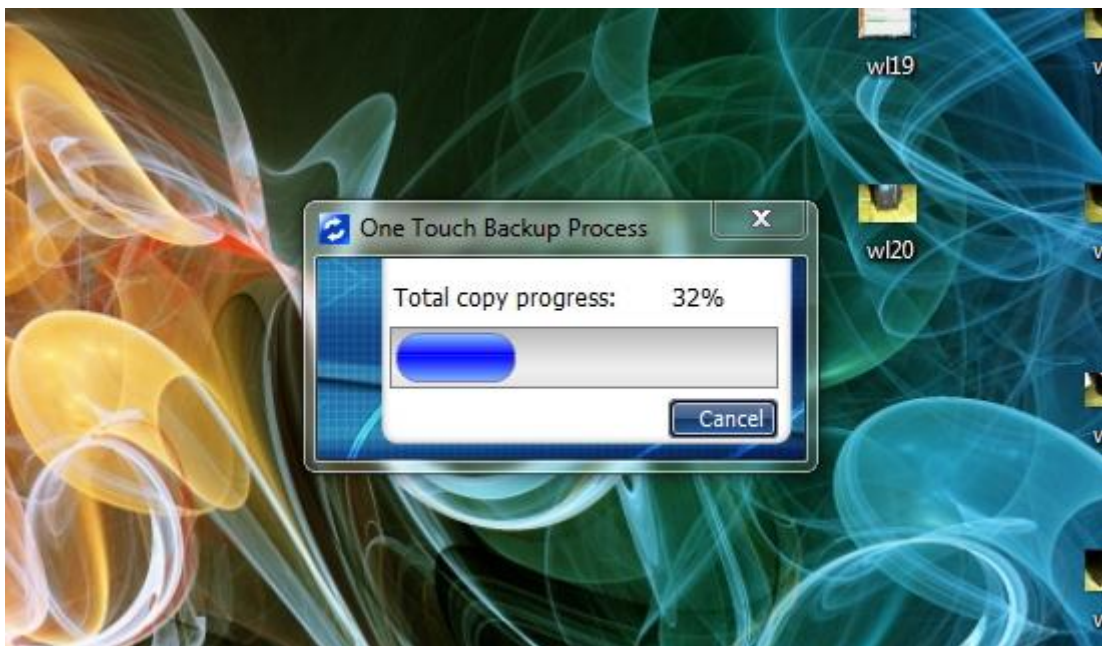 wl19
One Touch Backup Process
wl20
Total copy progress: 32%
Cancel